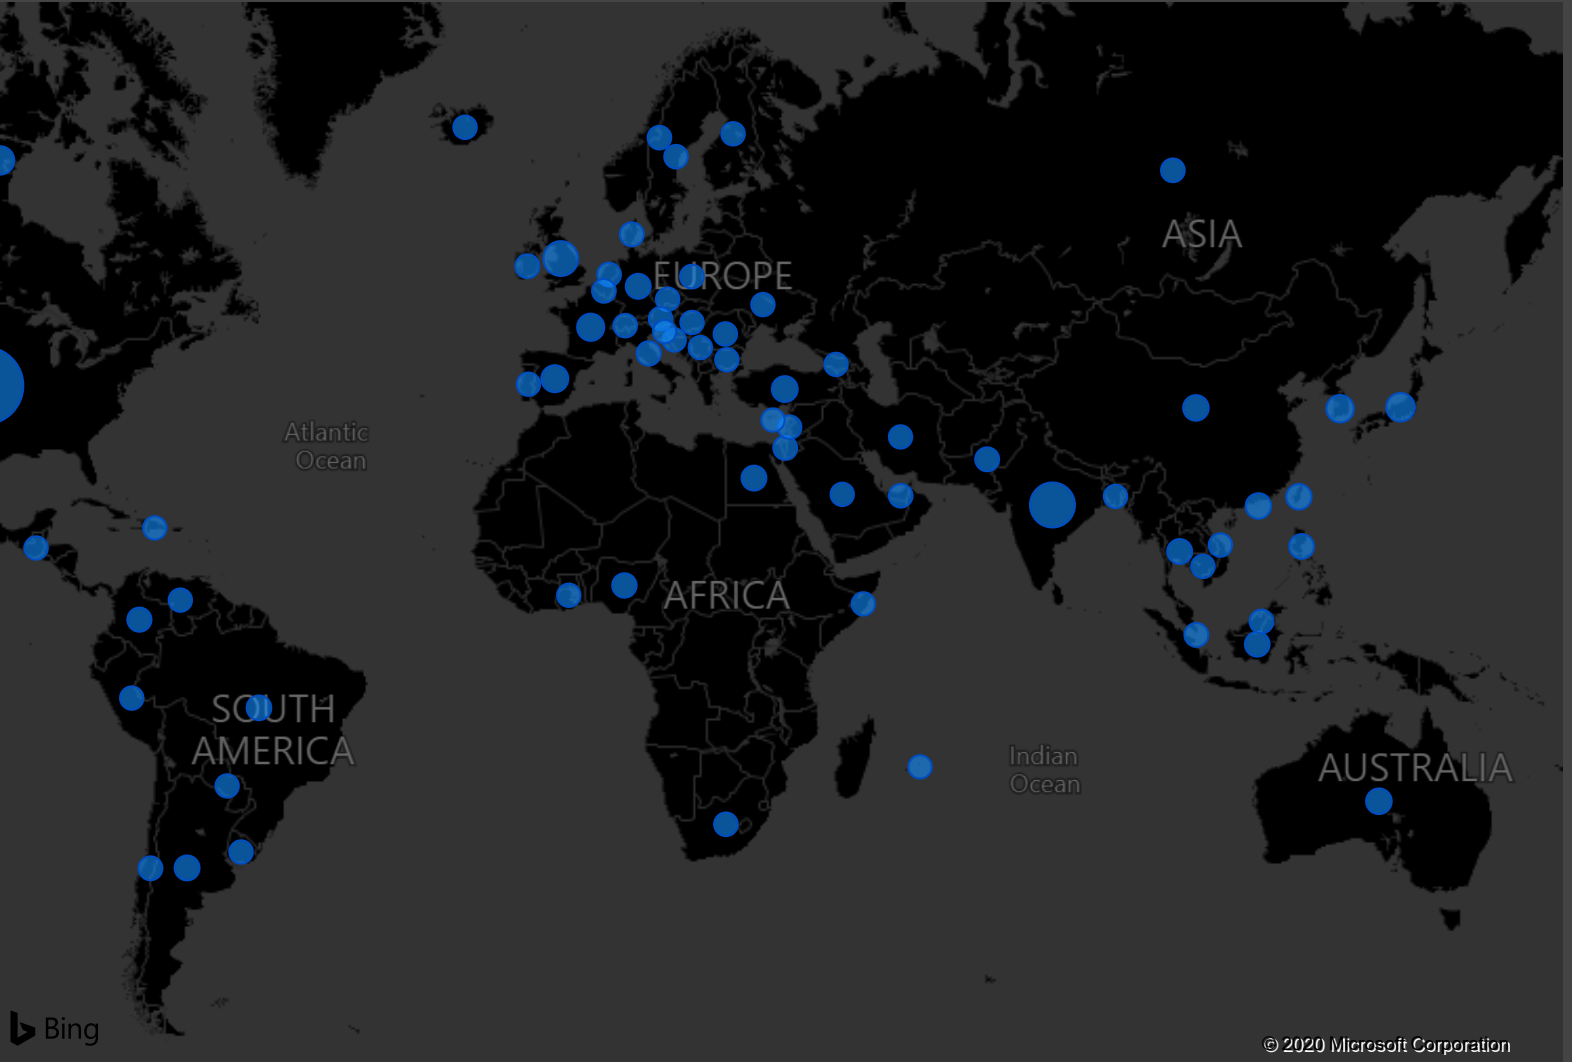 ASIA
EUROPE
Atlantic
Ocean
AFRICA
SOUTH
AMERICA
Indian
Ocean
AUSTRALIA
Bing
© 2020 Microsoft Corporation